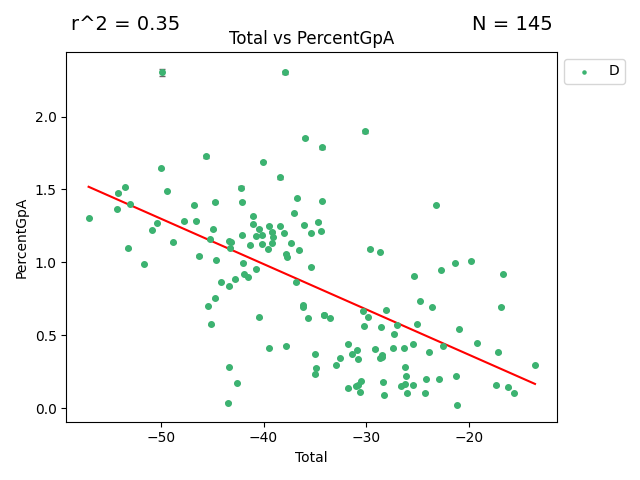 r^2 = 0.35
N = 145
Total vs PercentGpA
D
PercentGpA
2.0
1.5
1.0
0.5
0.0
−50
−40
−30
−20
Total